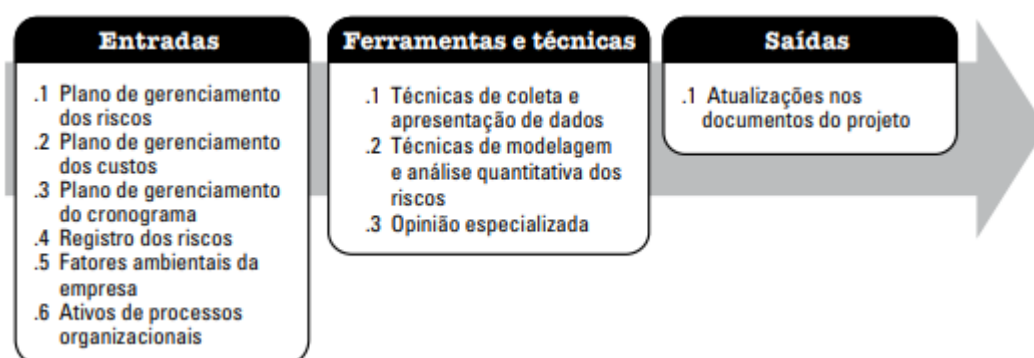 Entradas
.1 Plano de gerenciamento
dos riscos
.2 Plano de gerenciamento
dos custos
.3 Plano de gerenciamento
do cronograma
.4 Registro dos riscos
.5 Fatores ambientais da
empresa
.6 Ativos de processos
organizacionais
Ferramentas e técnicas
.1 Técnicas de coleta e
apresentação de dados
.2 Técnicas de modelagem
e análise quantitativa dos
riscos
.3 Opinião especializada
Saídas
.1 Atualizações nos
documentos do projeto